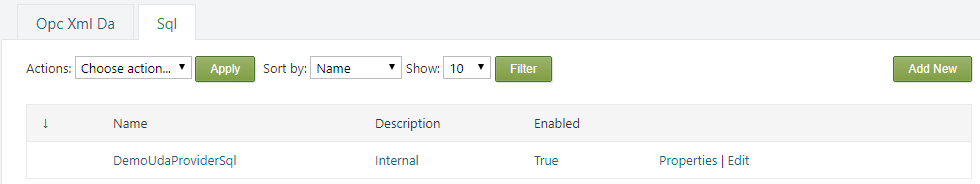 Opc Xml Da Sql
Actions: Choose action... Apply Sort by: Name Show: 10 Filter Add New
↓ Name Description Enabled
DemoUdaProviderSql Internal True Properties | Edit